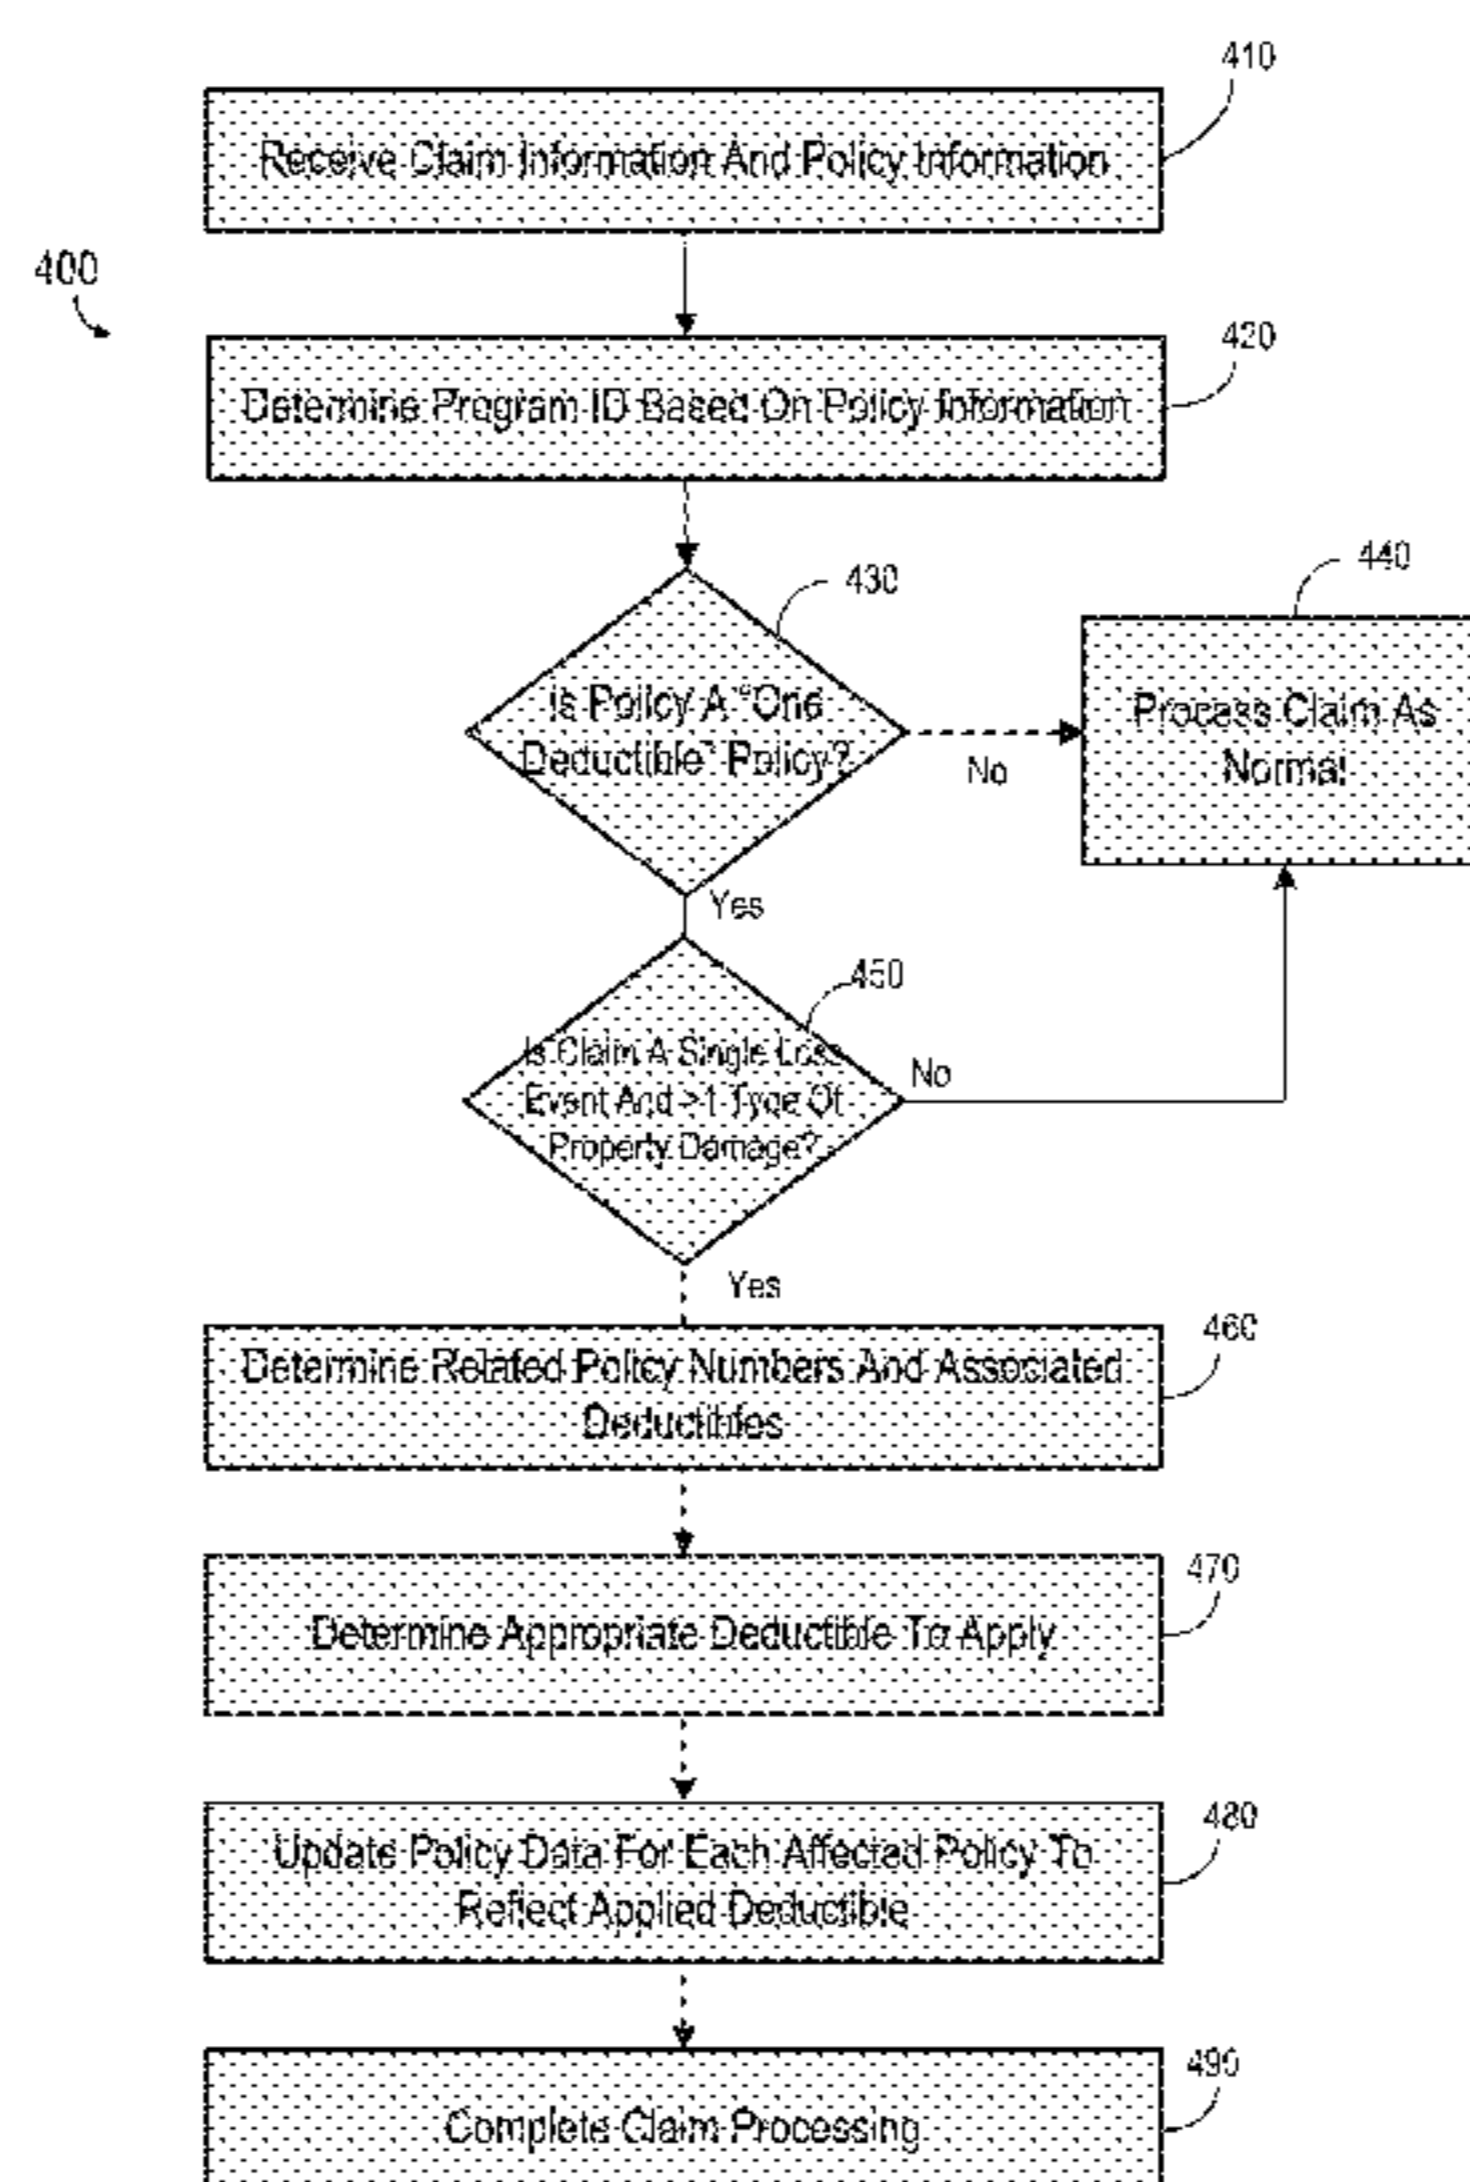 410
Receive Claim Information And Policy Information
400
420
Determine Program ID Based On Policy Information
430
440
Is Policy A "One
Deductible" Policy?
Process Claim As
Normal
No
Yes
450
Is Claim A Single Loss
Event And >1 Type Of
Property Damage?
No
Yes
460
Determine Related Policy Numbers And Associated
Deductibles
470
Determine Appropriate Deductible To Apply
480
Update Policy Data For Each Affected Policy To
Reflect Applied Deductible
490
Complete Claim Processing